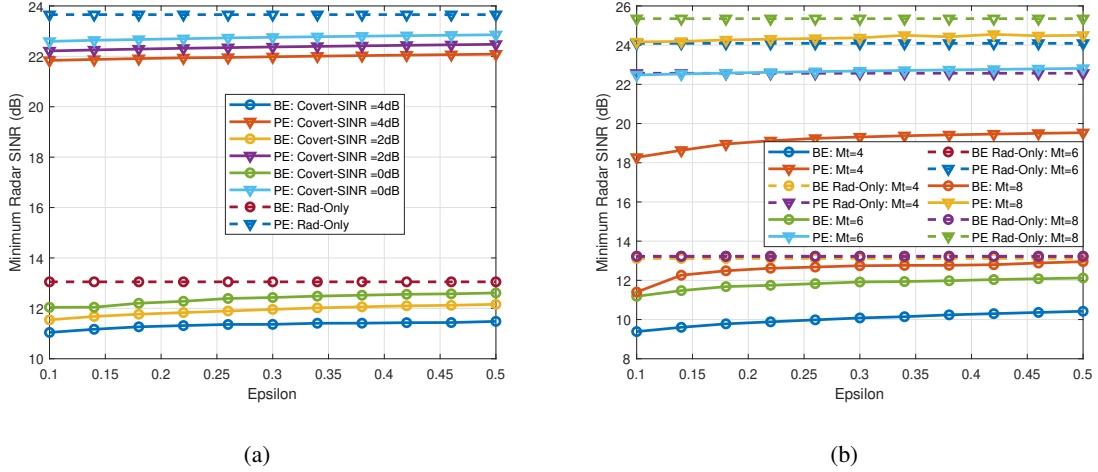 24
22
20
18
16
14
12
10
Minimum Radar SINR (dB)
BE: Covert-SINR =4dB
PE: Covert-SINR =4dB
BE: Covert-SINR =2dB
PE: Covert-SINR =2dB
BE: Covert-SINR =0dB
PE: Covert-SINR =0dB
BE: Rad-Only
PE: Rad-Only
0.1 0.15 0.2 0.25 0.3 0.35 0.4 0.45 0.5
Epsilon
(a)
26
24
22
20
18
16
14
12
10
8
Minimum Radar SINR (dB)
BE: Mt=4
PE: Mt=4
BE Rad-Only: Mt=4
PE Rad-Only: Mt=4
BE: Mt=6
PE: Mt=6
BE Rad-Only: Mt=6
PE Rad-Only: Mt=6
BE: Mt=8
PE: Mt=8
BE Rad-Only: Mt=8
PE Rad-Only: Mt=8
0.1 0.15 0.2 0.25 0.3 0.35 0.4 0.45 0.5
Epsilon
(b)